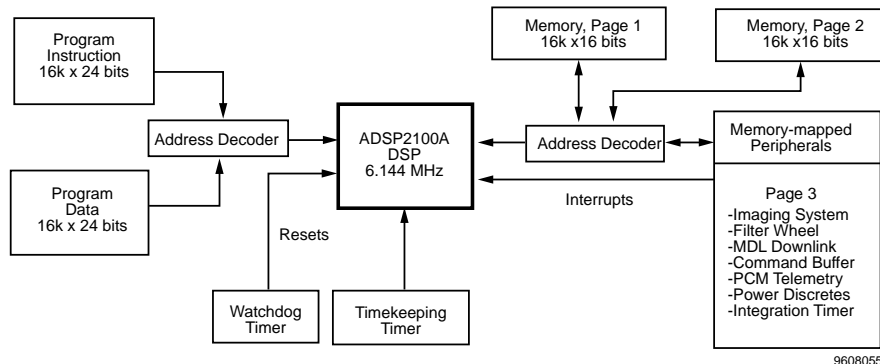 Program
Instruction
16k x 24 bits
Memory, Page 1
16k x16 bits
Memory, Page 2
16k x16 bits
Address Decoder
ADSP2100A
DSP
6.144 MHz
Address Decoder
Memory-mapped
Peripherals
Program
Data
16k x 24 bits
Resets
Interrupts
Page 3
-Imaging System
-Filter Wheel
-MDL Downlink
-Command Buffer
-PCM Telemetry
-Power Discretes
-Integration Timer
Watchdog
Timer
Timekeeping
Timer
9608055